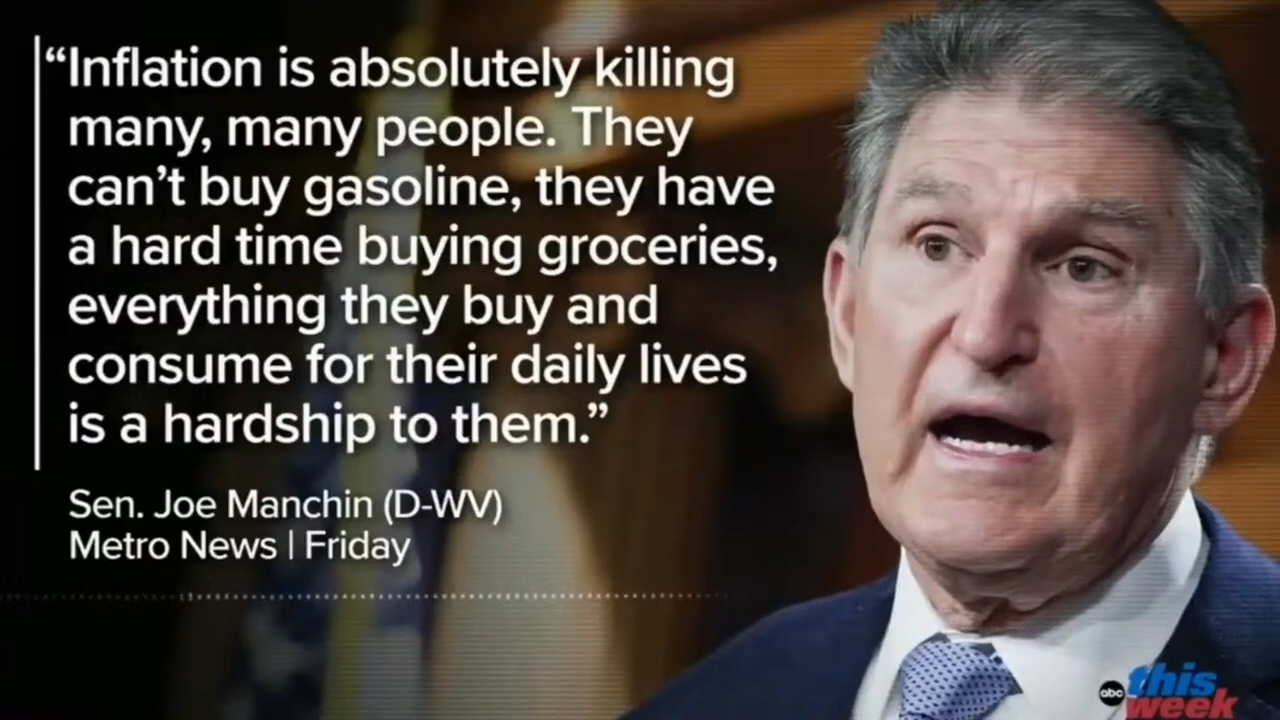 “Inflation is absolutely killing
many, many people. They
can’t buy gasoline, they have
a hard time buying groceries,
everything they buy and
consume for their daily lives
is a hardship to them.”
Sen. Joe Manchin (D-WV)
Metro News | Friday
abc this
week